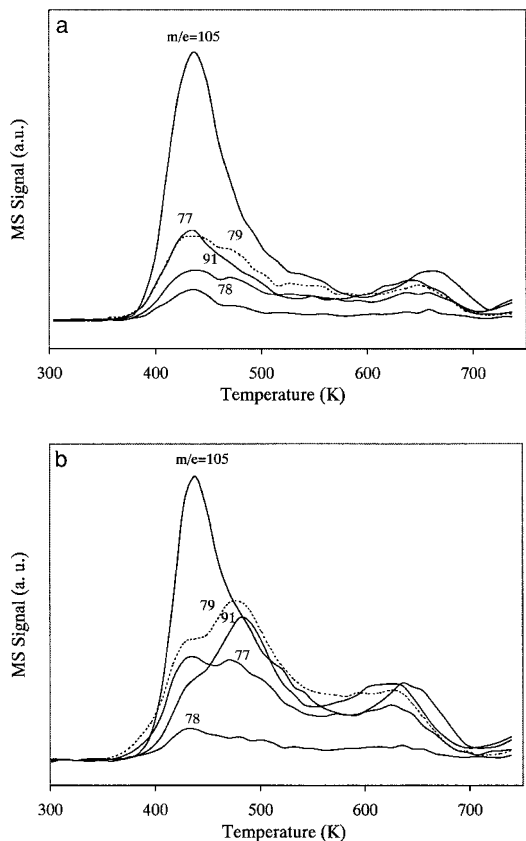 a
m/e=105
77
79
91
78
MS Signal (a.u.)
300 400 500 600 700
Temperature (K)
b
m/e=105
79
91
77
78
MS Signal (a. u.)
300 400 500 600 700
Temperature (K)